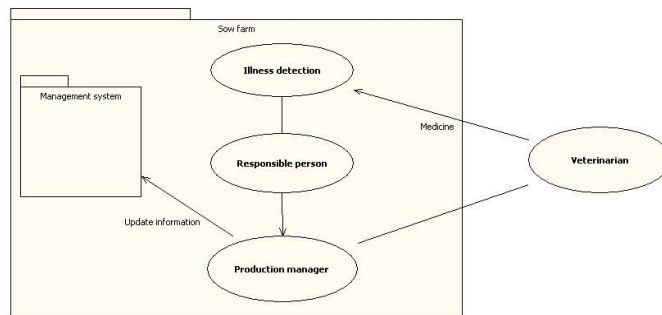 Sow farm
Illness detection
Management system
Medicine
Veterinarian
Responsible person
Update information
Production manager